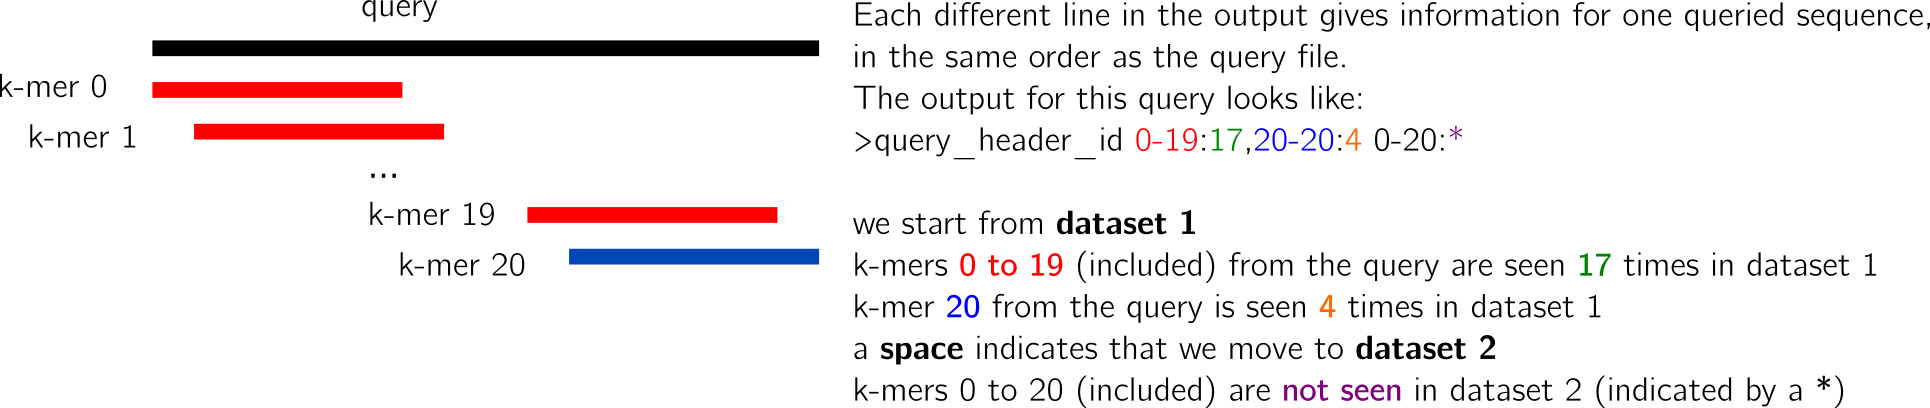 query
k-mer 0
k-mer 1
...
k-mer 19
k-mer 20
Each different line in the output gives information for one queried sequence,
in the same order as the query file.
The output for this query looks like:
>query_header_id 0-19:17,20-20:4 0-20:*
we start from dataset 1
k-mers 0 to 19 (included) from the query are seen 17 times in dataset 1
k-mer 20 from the query is seen 4 times in dataset 1
a space indicates that we move to dataset 2
k-mers 0 to 20 (included) are not seen in dataset 2 (indicated by a *)